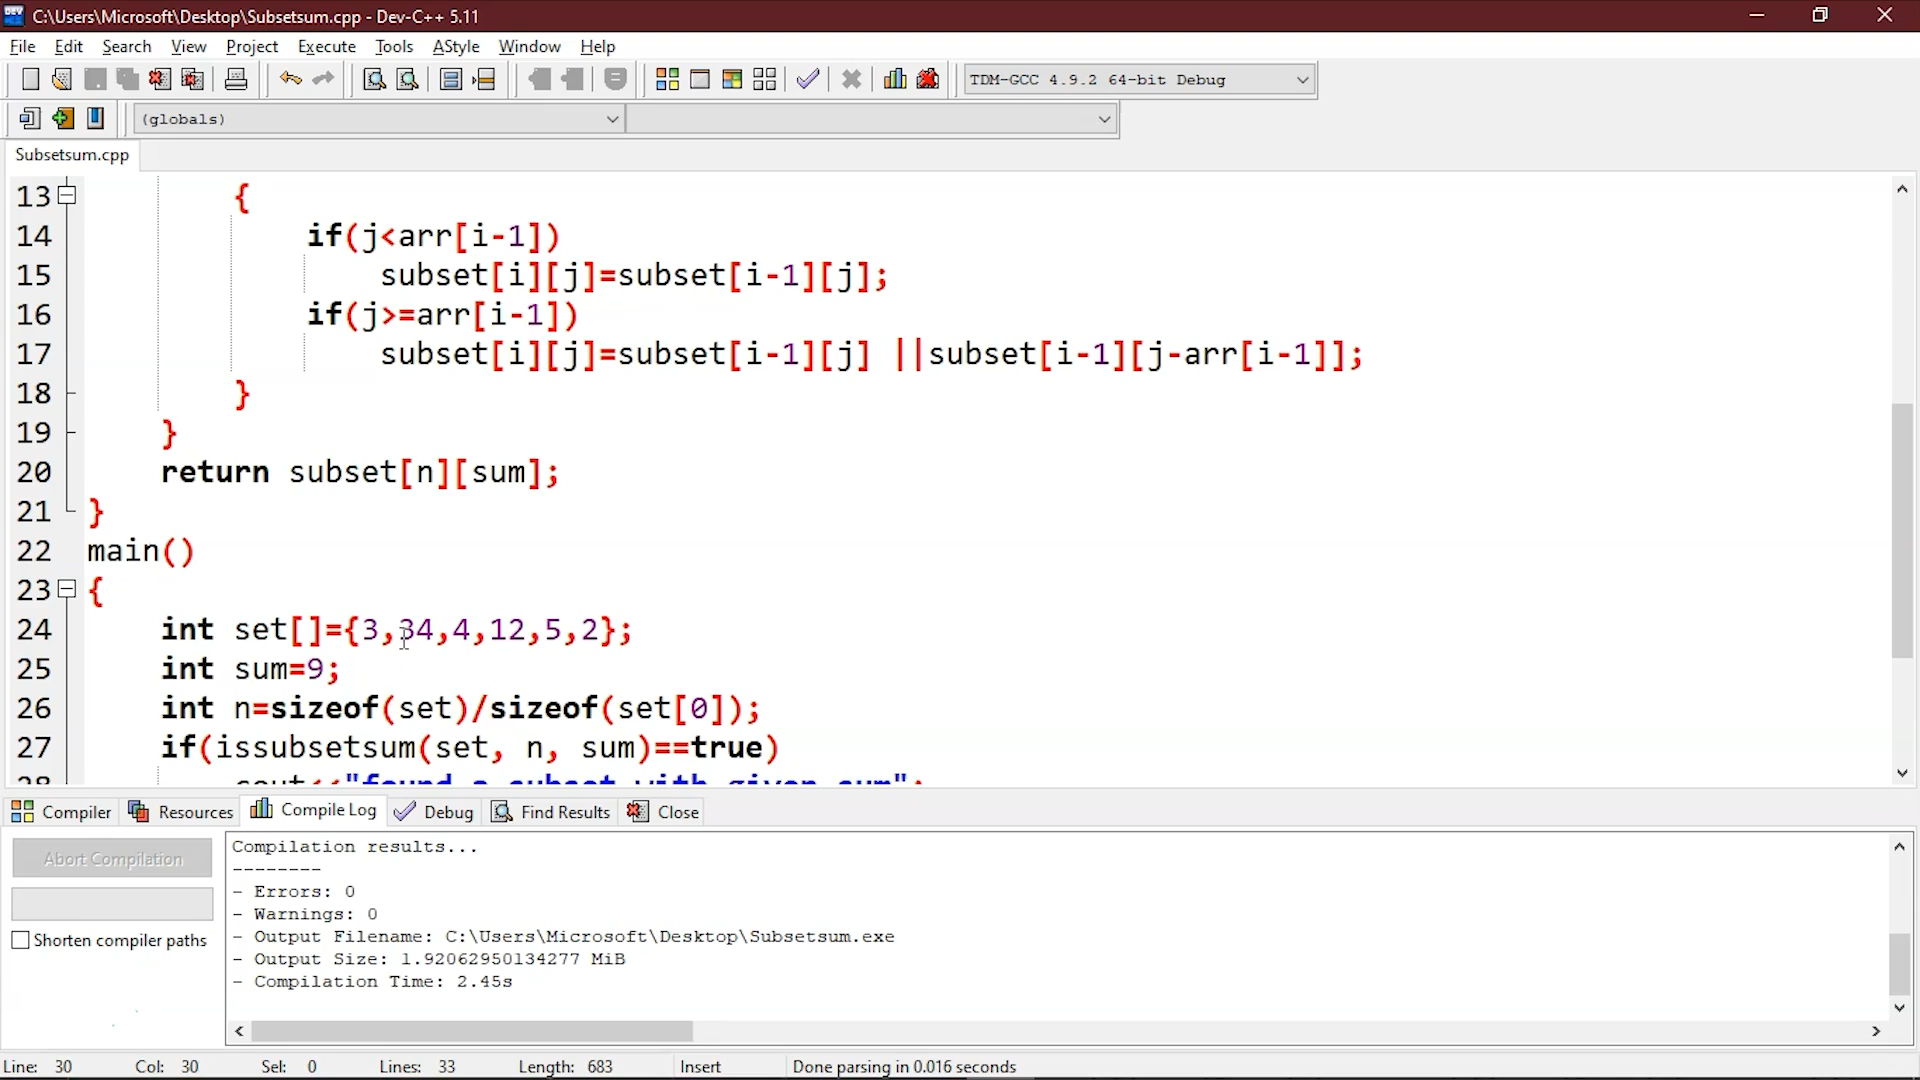 C:\Users\Microsoft\Desktop\Subsetsum.cpp - Dev-C++ 5.11
File Edit Search View Project Execute Tools AStyle Window Help
TDM-GCC 4.9.2 64-bit Debug
(globals)
Subsetsum.cpp
13 {
14 if(j<arr[i-1])
15 subset[i][j]=subset[i-1][j];
16 if(j>=arr[i-1])
17 subset[i][j]=subset[i-1][j] ||subset[i-1][j-arr[i-1]];
18 }
19 }
20 return subset[n][sum];
21 }
22 main()
23 {
24 int set[]={3,34,4,12,5,2};
25 int sum=9;
26 int n=sizeof(set)/sizeof(set[0]);
27 if(issubsetsum(set, n, sum)==true)
28 cout<<"found a subset with given sum";
Compiler Resources Compile Log Debug Find Results Close
Abort Compilation
Shorten compiler paths
Compilation results...
--------
- Errors: 0
- Warnings: 0
- Output Filename: C:\Users\Microsoft\Desktop\Subsetsum.exe
- Output Size: 1.92062950134277 MiB
- Compilation Time: 2.45s
Line: 30 Col: 30 Sel: 0 Lines: 33 Length: 683 Insert Done parsing in 0.016 seconds